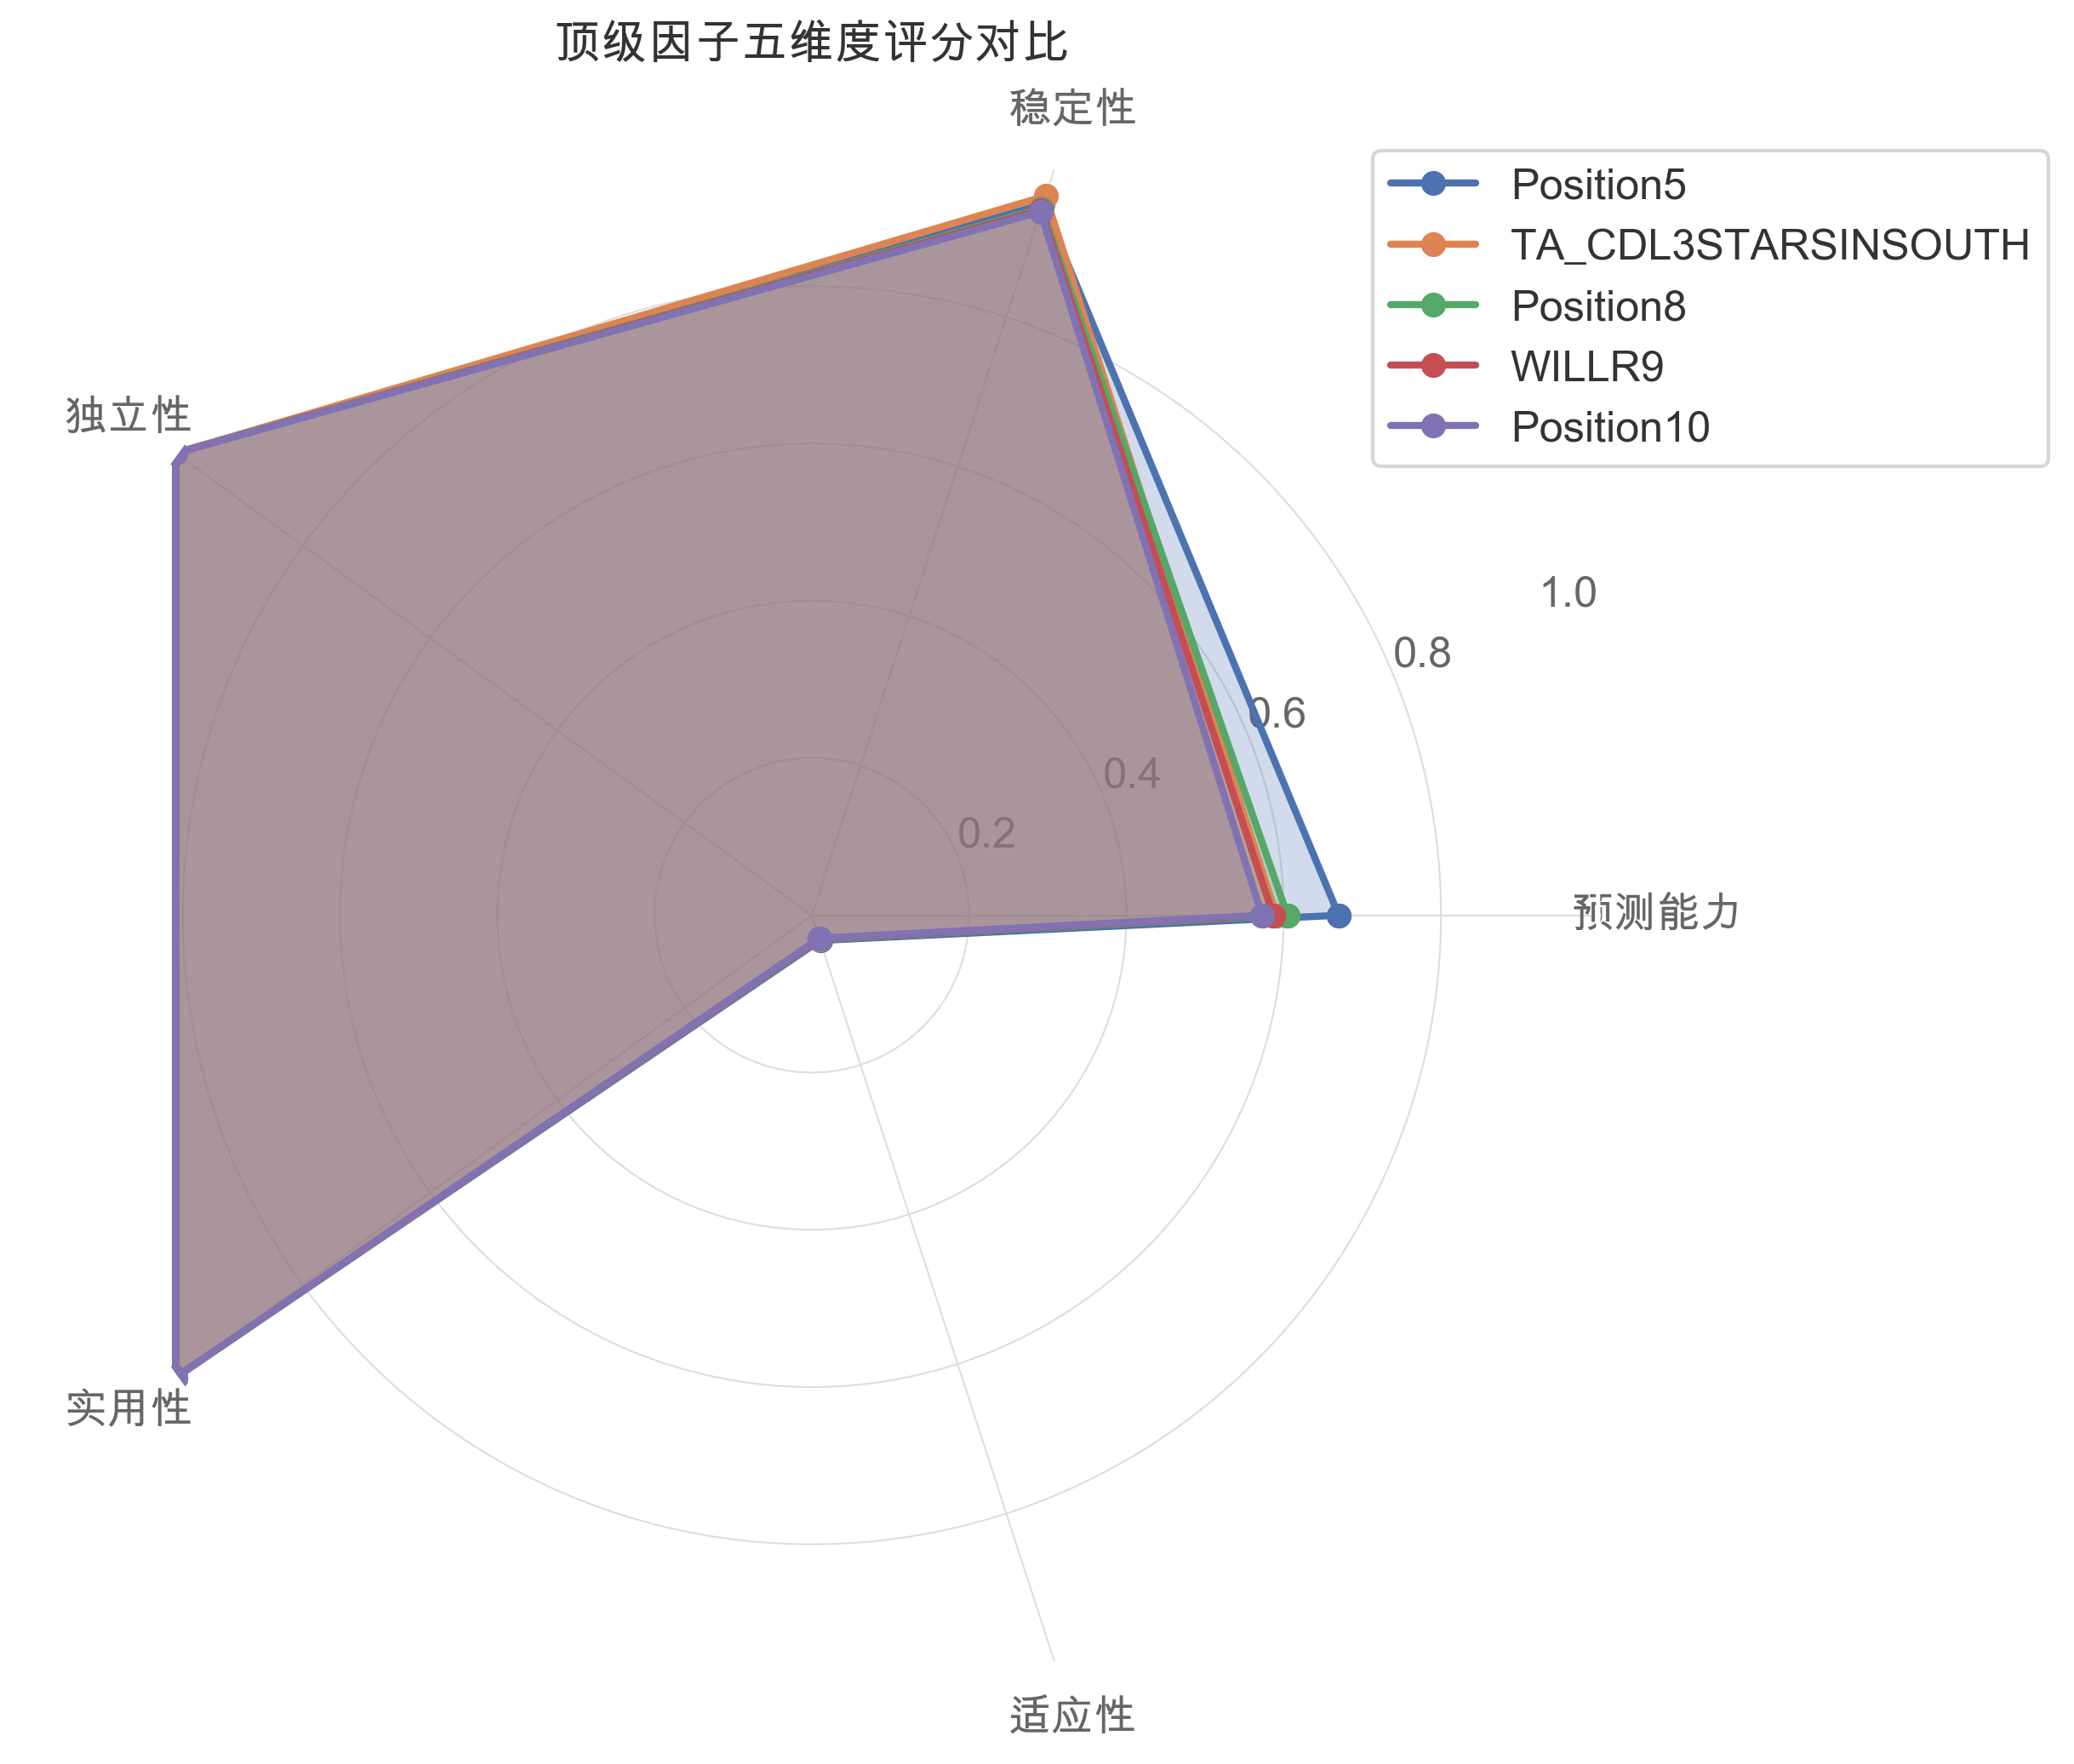 顶级因子五维度评分对比
稳定性
Position5
TA_CDL3STARSINSOUTH
Position8
WILLR9
Position10
独立性
1.0
0.8
0.6
0.4
0.2
预测能力
实用性
适应性